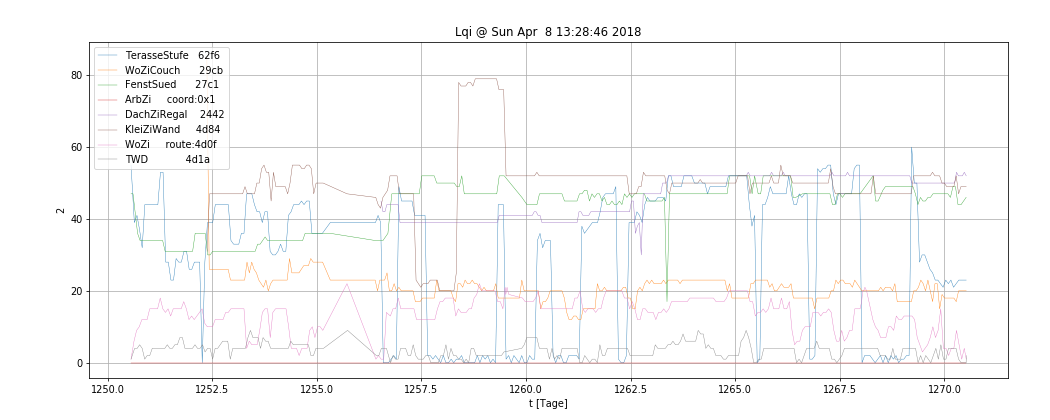 Lqi @ Sun Apr  8 13:28:46 2018
80
60
40
20
0
2
TerasseStufe   62f6
WoZiCouch      29cb
FenstSued      27c1
ArbZi     coord:0x1
DachZiRegal    2442
KleiZiWand     4d84
WoZi     route:4d0f
TWD            4d1a
1250.0 1252.5 1255.0 1257.5 1260.0 1262.5 1265.0 1267.5 1270.0
t [Tage]